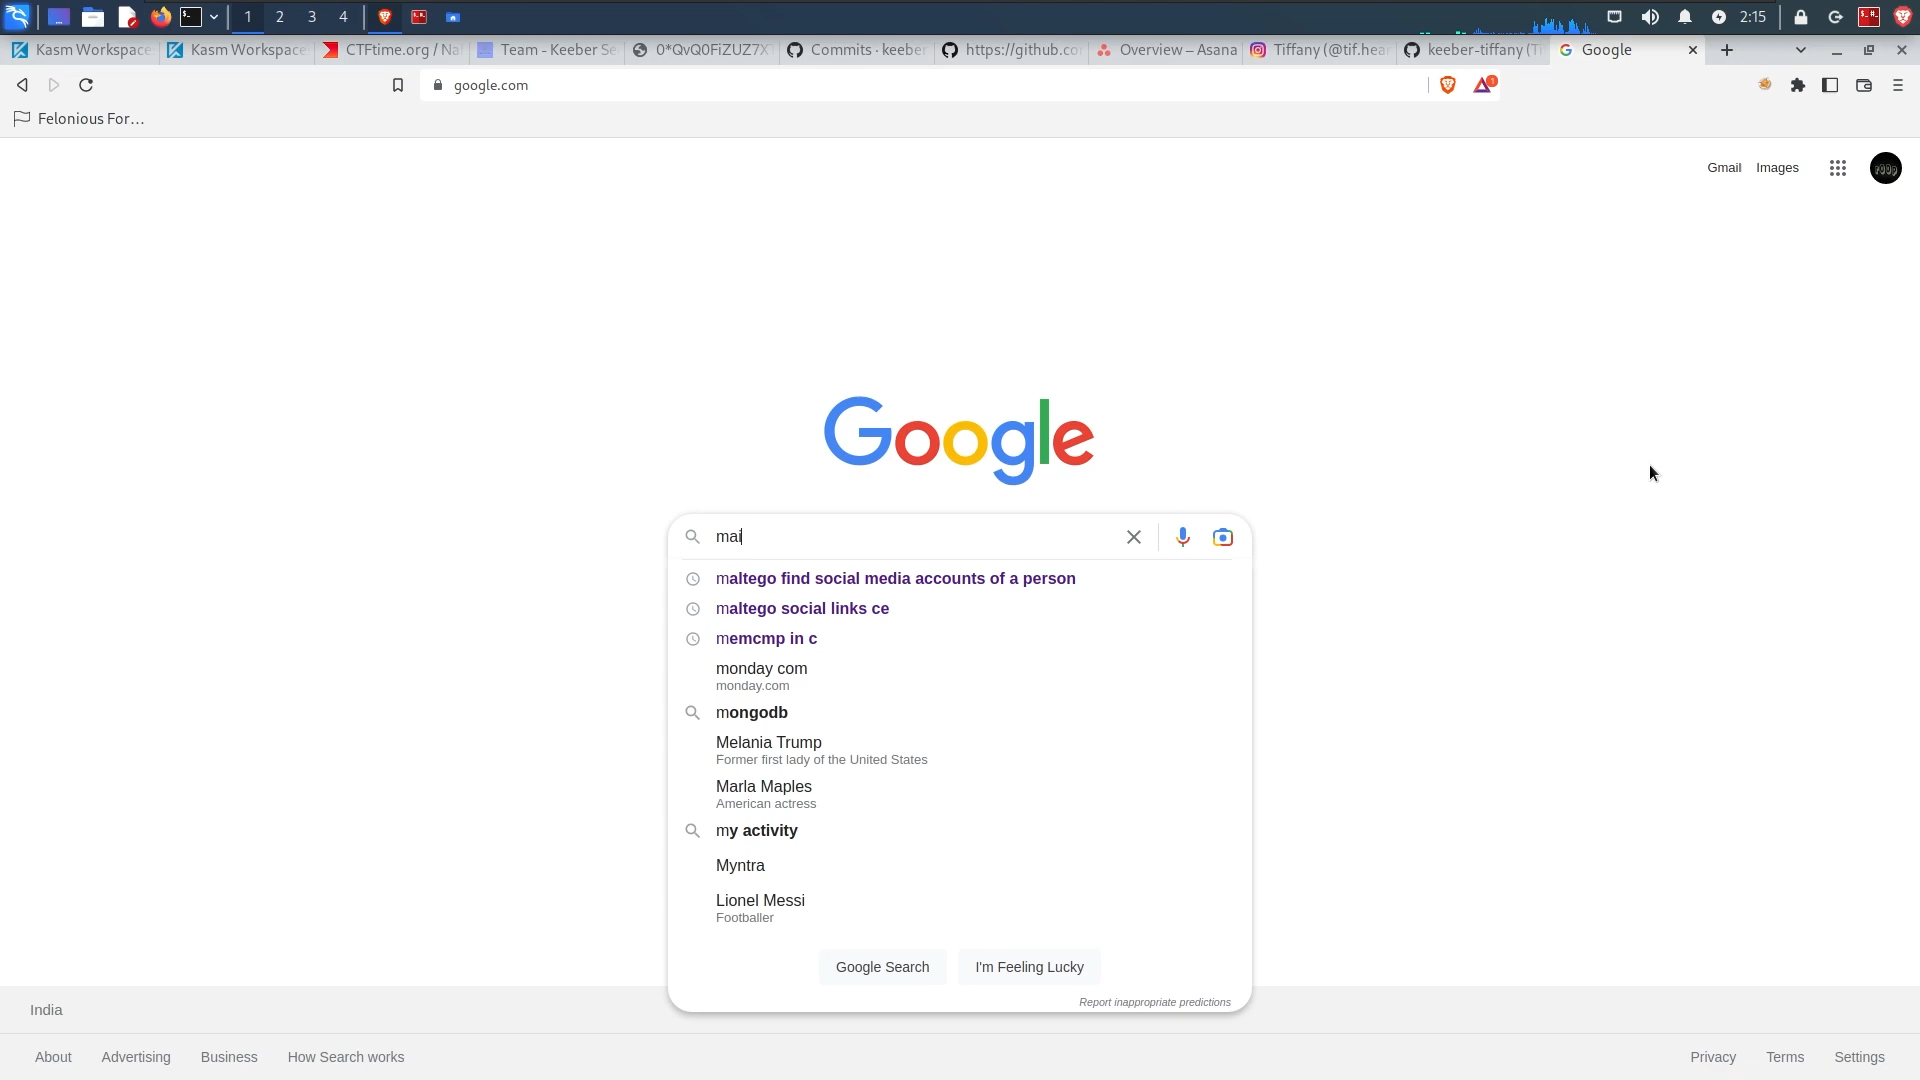 1 2 3 4 2:15
Kasm Workspace Kasm Workspace CTFtime.org / Na Team - Keeber Se 0*QvQ0FiZUZ7X Commits · keeber https://github.co Overview – Asana Tiffany (@tif.hear keeber-tiffany (Ti Google
google.com 1
Felonious For...
Gmail Images
Google
mai
maltego find social media accounts of a person
maltego social links ce
memcmp in c
monday com
monday.com
mongodb
Melania Trump
Former first lady of the United States
Marla Maples
American actress
my activity
Myntra
Lionel Messi
Footballer
Google Search I'm Feeling Lucky
Report inappropriate predictions
India
About Advertising Business How Search works Privacy Terms Settings